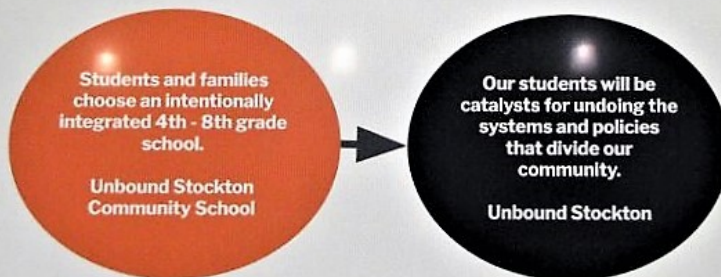 Students and families
choose an intentionally
integrated 4th - 8th grade
school.
Unbound Stockton
Community School
Our students will be
catalysts for undoing the
systems and policies
that divide our
community.
Unbound Stockton